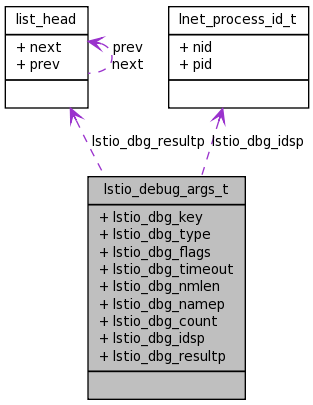 list_head
+ next
+ prev
prev
next
lnet_process_id_t
+ nid
+ pid
lstio_dbg_resultp
lstio_dbg_idsp
lstio_debug_args_t
+ lstio_dbg_key
+ lstio_dbg_type
+ lstio_dbg_flags
+ lstio_dbg_timeout
+ lstio_dbg_nmlen
+ lstio_dbg_namep
+ lstio_dbg_count
+ lstio_dbg_idsp
+ lstio_dbg_resultp